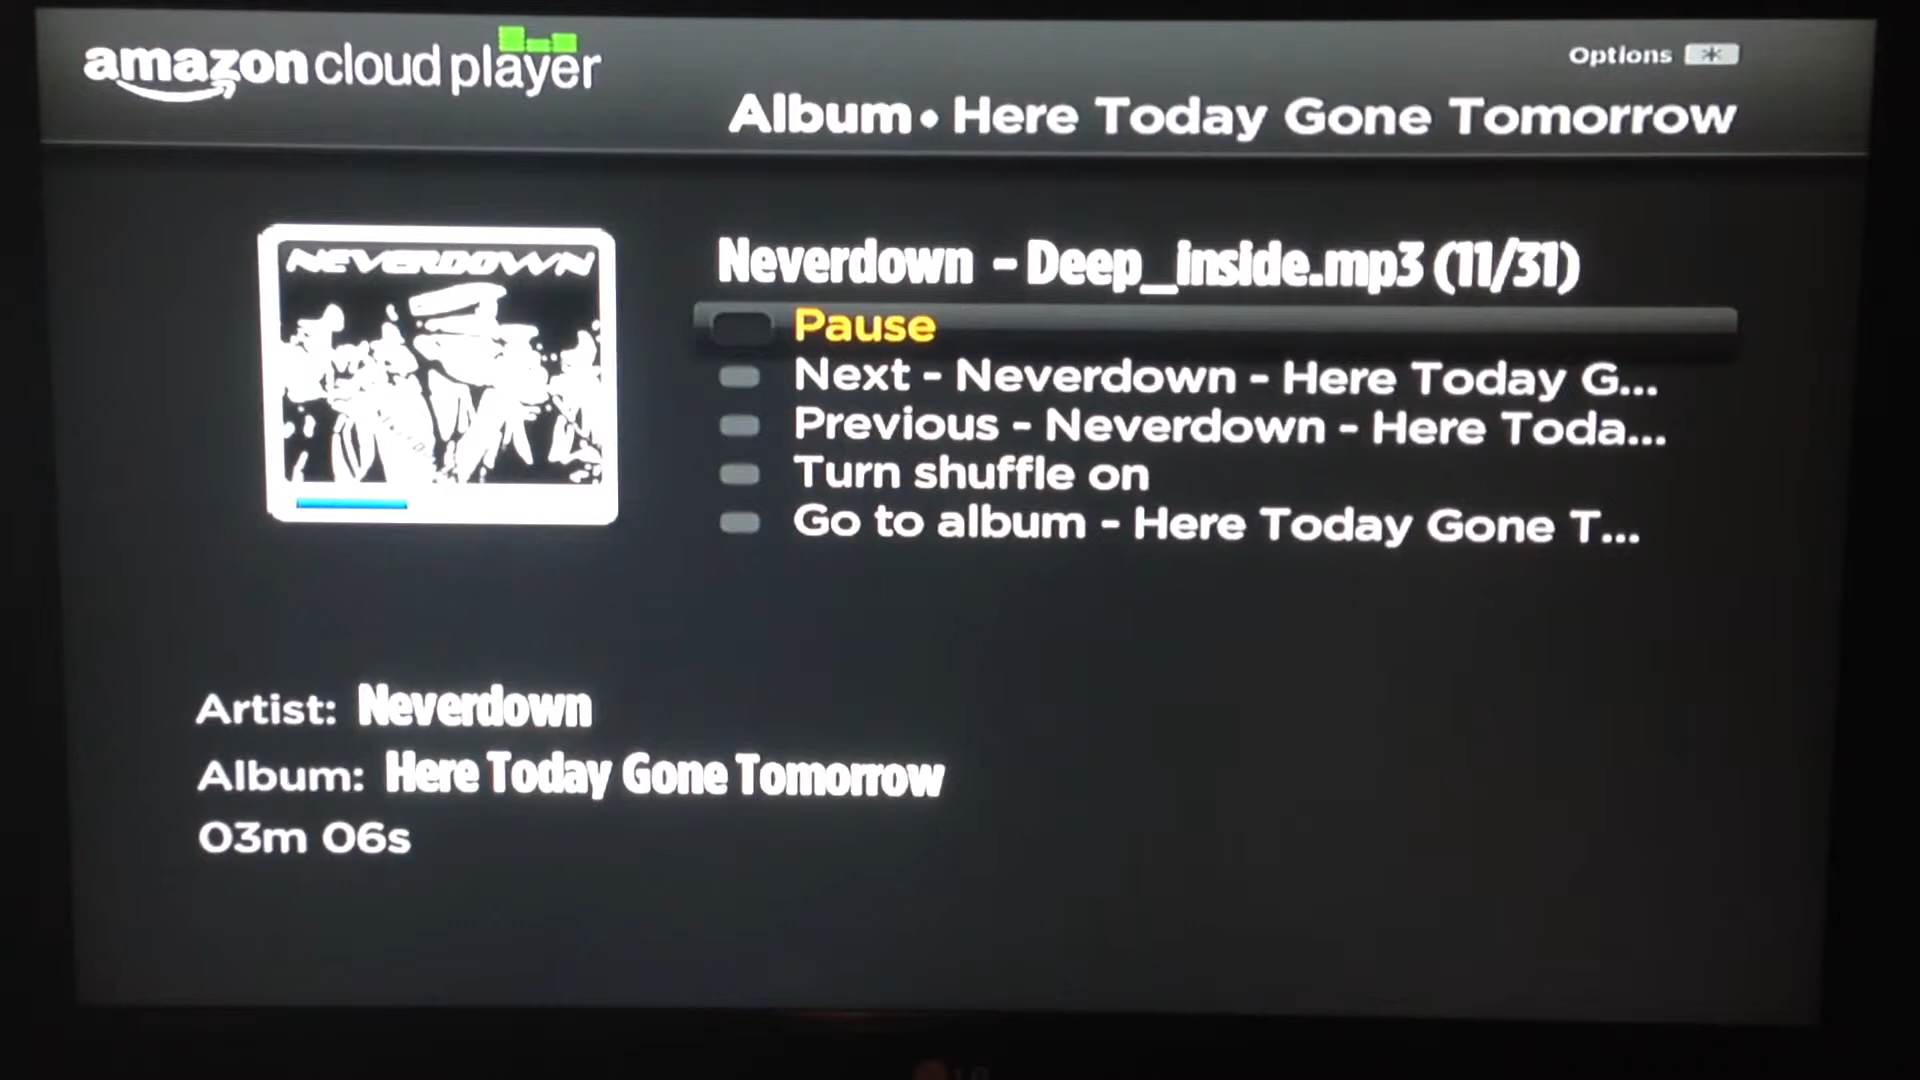 amazon cloud player
Options *
Album • Here Today Gone Tomorrow
NEVERDOWN
Neverdown - Deep_inside.mp3 (11/31)
Pause
Next - Neverdown - Here Today G...
Previous - Neverdown - Here Toda...
Turn shuffle on
Go to album - Here Today Gone T...
Artist: Neverdown
Album: Here Today Gone Tomorrow
03m 06s